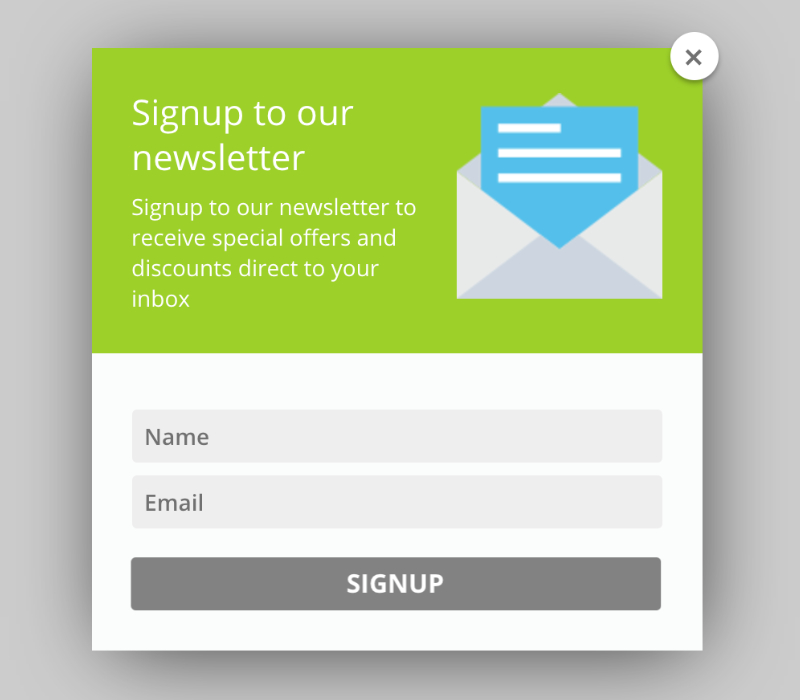 Signup to our
newsletter
Signup to our newsletter to
receive special offers and
discounts direct to your
inbox
Name
Email
SIGNUP